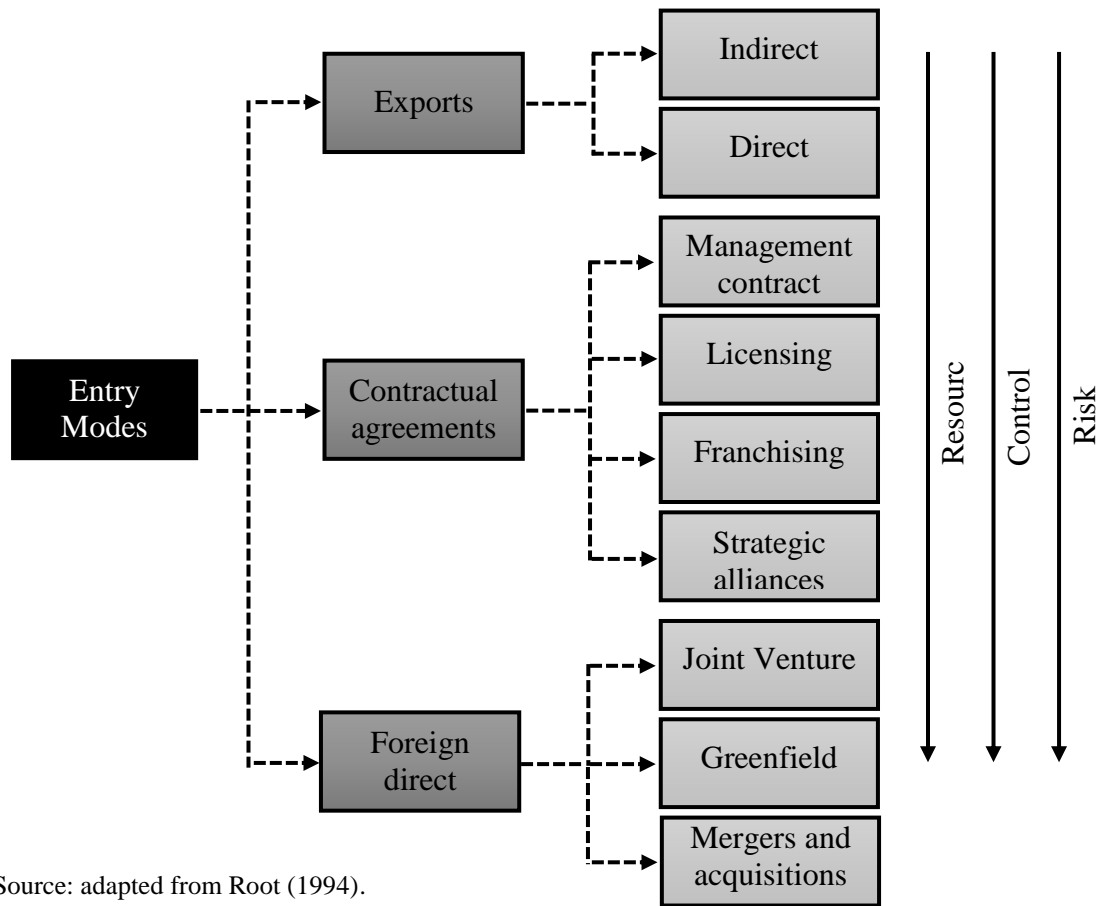 Entry
Modes
Exports
Indirect
Direct
Contractual
agreements
Management
contract
Licensing
Franchising
Strategic
alliances
Foreign
direct
Joint Venture
Greenfield
Mergers and
acquisitions
Resourc
Control
Risk
Source: adapted from Root (1994).